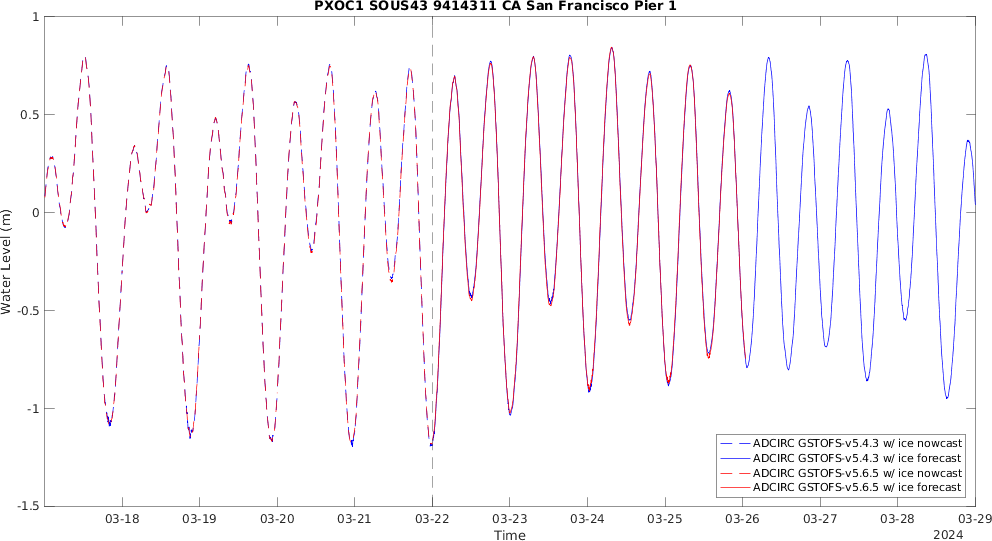 PXOC1 SOUS43 9414311 CA San Francisco Pier 1
1
0.5
0
-0.5
-1
-1.5
Water Level (m)
03-18 03-19 03-20 03-21 03-22 03-23 03-24 03-25 03-26 03-27 03-28 03-29
Time
2024
ADCIRC GSTOFS-v5.4.3 w/ ice nowcast
ADCIRC GSTOFS-v5.4.3 w/ ice forecast
ADCIRC GSTOFS-v5.6.5 w/ ice nowcast
ADCIRC GSTOFS-v5.6.5 w/ ice forecast